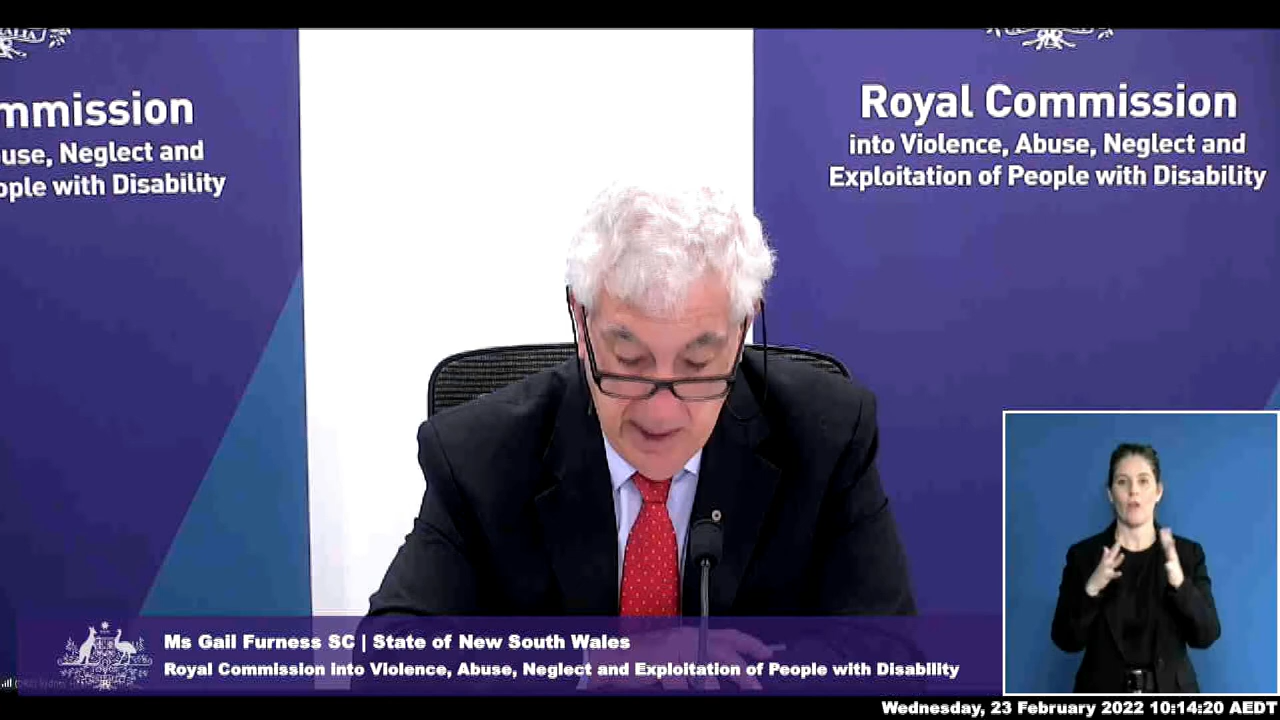 mmission
use, Neglect and
ople with Disability
Royal Commission
into Violence, Abuse, Neglect and
Exploitation of People with Disability
Ms Gail Furness SC | State of New South Wales
Royal Commission into Violence, Abuse, Neglect and Exploitation of People with Disability
Wednesday, 23 February 2022 10:14:20 AEDT